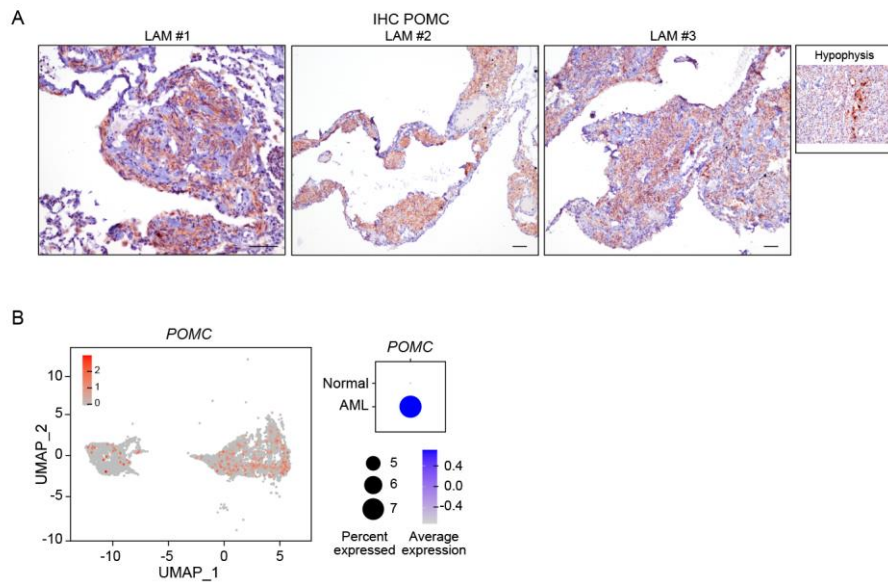 A
IHC POMC
LAM #1
LAM #2
LAM #3
Hypophysis
B
POMC
2
1
0
10
5
0
-5
-10
UMAP_2
-10
-5
0
5
UMAP_1
POMC
Normal
AML
5
6
7
Percent
expressed
0.4
0.0
-0.4
Average
expression